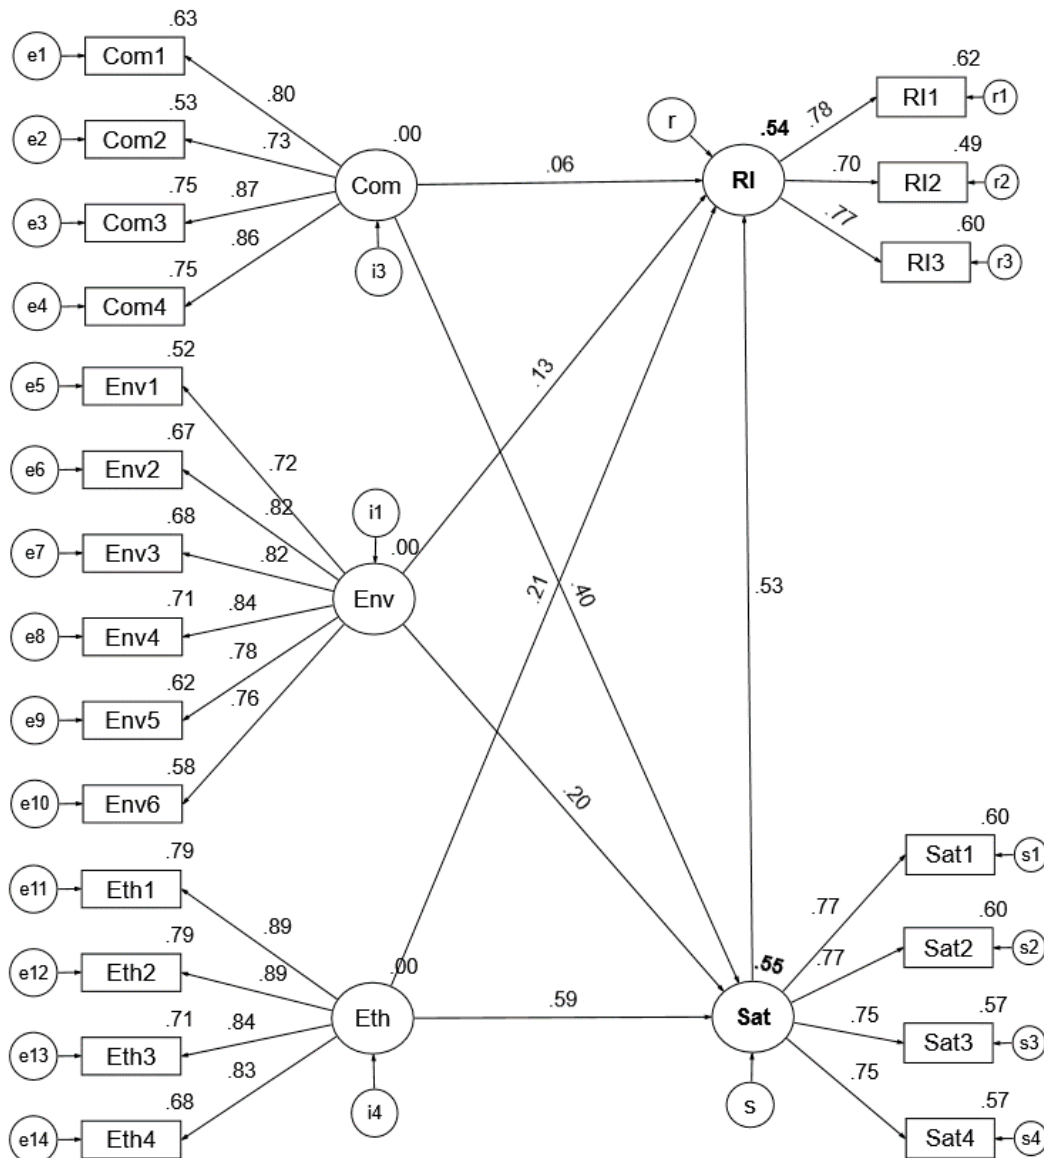 .63
e1
Com1
.80
.53
e2
Com2
.73
.75
e3
Com3
.87
.75
e4
Com4
.86
.00
Com
i3
.06
.52
e5
Env1
.72
.67
e6
Env2
.82
.68
e7
Env3
.82
.71
e8
Env4
.84
.62
e9
Env5
.78
.58
e10
Env6
.76
i1
.00
Env
.13
.21
.40
.20
.53
.79
e11
Eth1
.89
.79
e12
Eth2
.89
.71
e13
Eth3
.84
.68
e14
Eth4
.83
.00
Eth
i4
.59
r
.54
RI
.78
.62
RI1
r1
.70
.49
RI2
r2
.77
.60
RI3
r3
.55
Sat
s
.77
.60
Sat1
s1
.77
.60
Sat2
s2
.75
.57
Sat3
s3
.75
.57
Sat4
s4